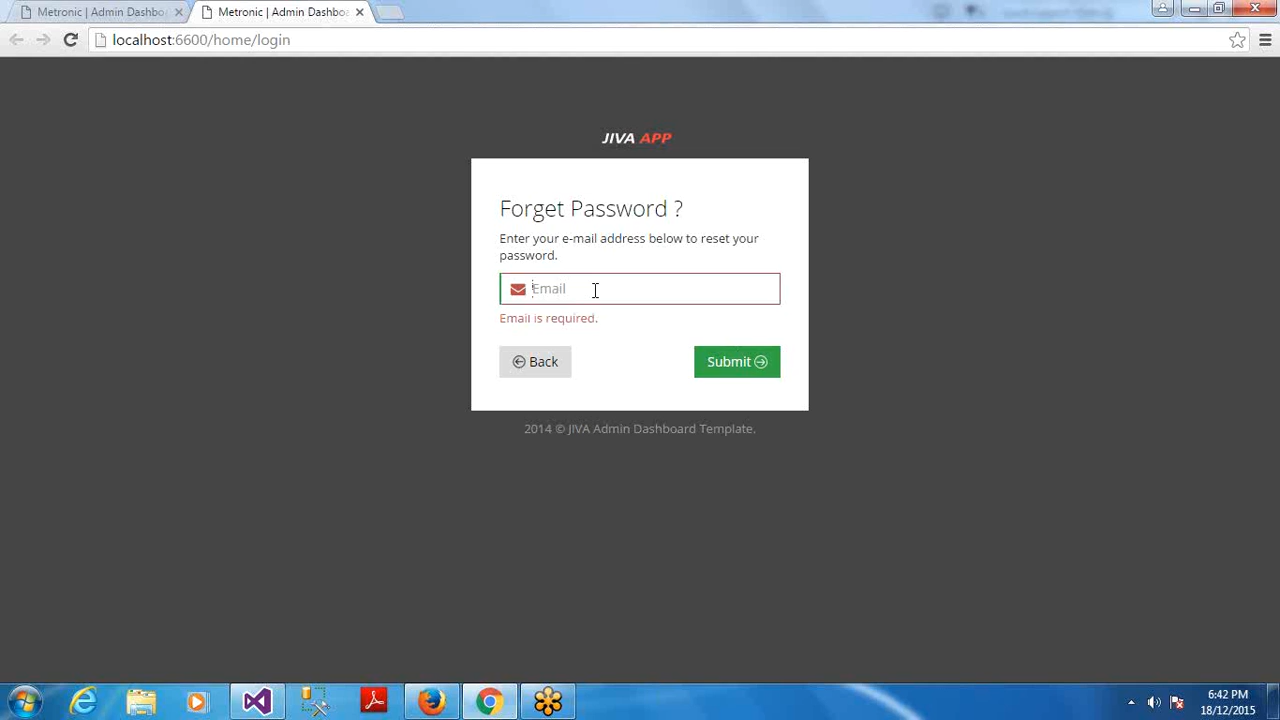 Metronic | Admin Dashbo
Metronic | Admin Dashbo
localhost:6600/home/login
JIVA APP
Forget Password ?
Enter your e-mail address below to reset your
password.
Email
Email is required.
Back
Submit
2014 © JIVA Admin Dashboard Template.
6:42 PM
18/12/2015